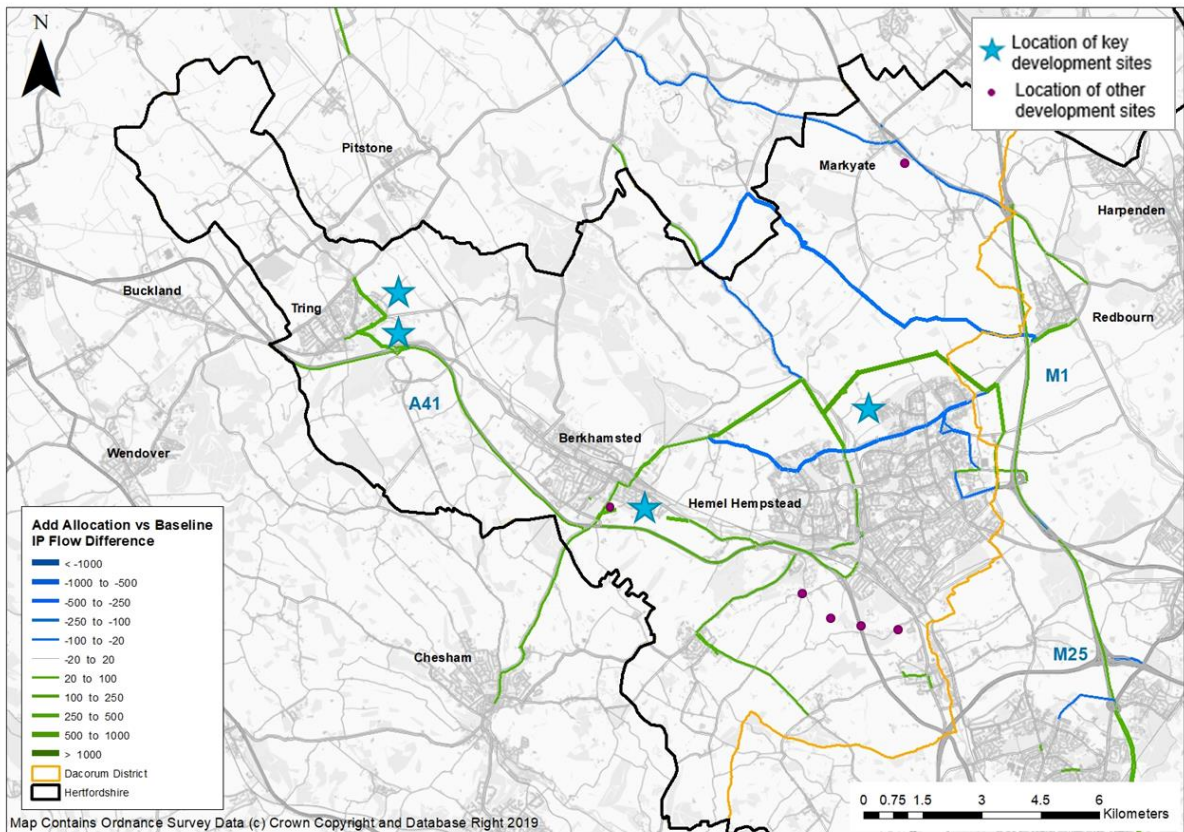 N
Location of key
development sites
Location of other
development sites
Pitstone
Markyate
Harpenden
Buckland
Tring
Redbourn
M1
A41
Berkhamsted
Wendover
Hemel Hempstead
Chesham
M25
Add Allocation vs Baseline
IP Flow Difference
< -1000
-1000 to -500
-500 to -250
-250 to -100
-100 to -20
-20 to 20
20 to 100
100 to 250
250 to 500
500 to 1000
> 1000
Dacorum District
Hertfordshire
0 0.75 1.5 3 4.5 6
Kilometers
Map Contains Ordnance Survey Data (c) Crown Copyright and Database Right 2019